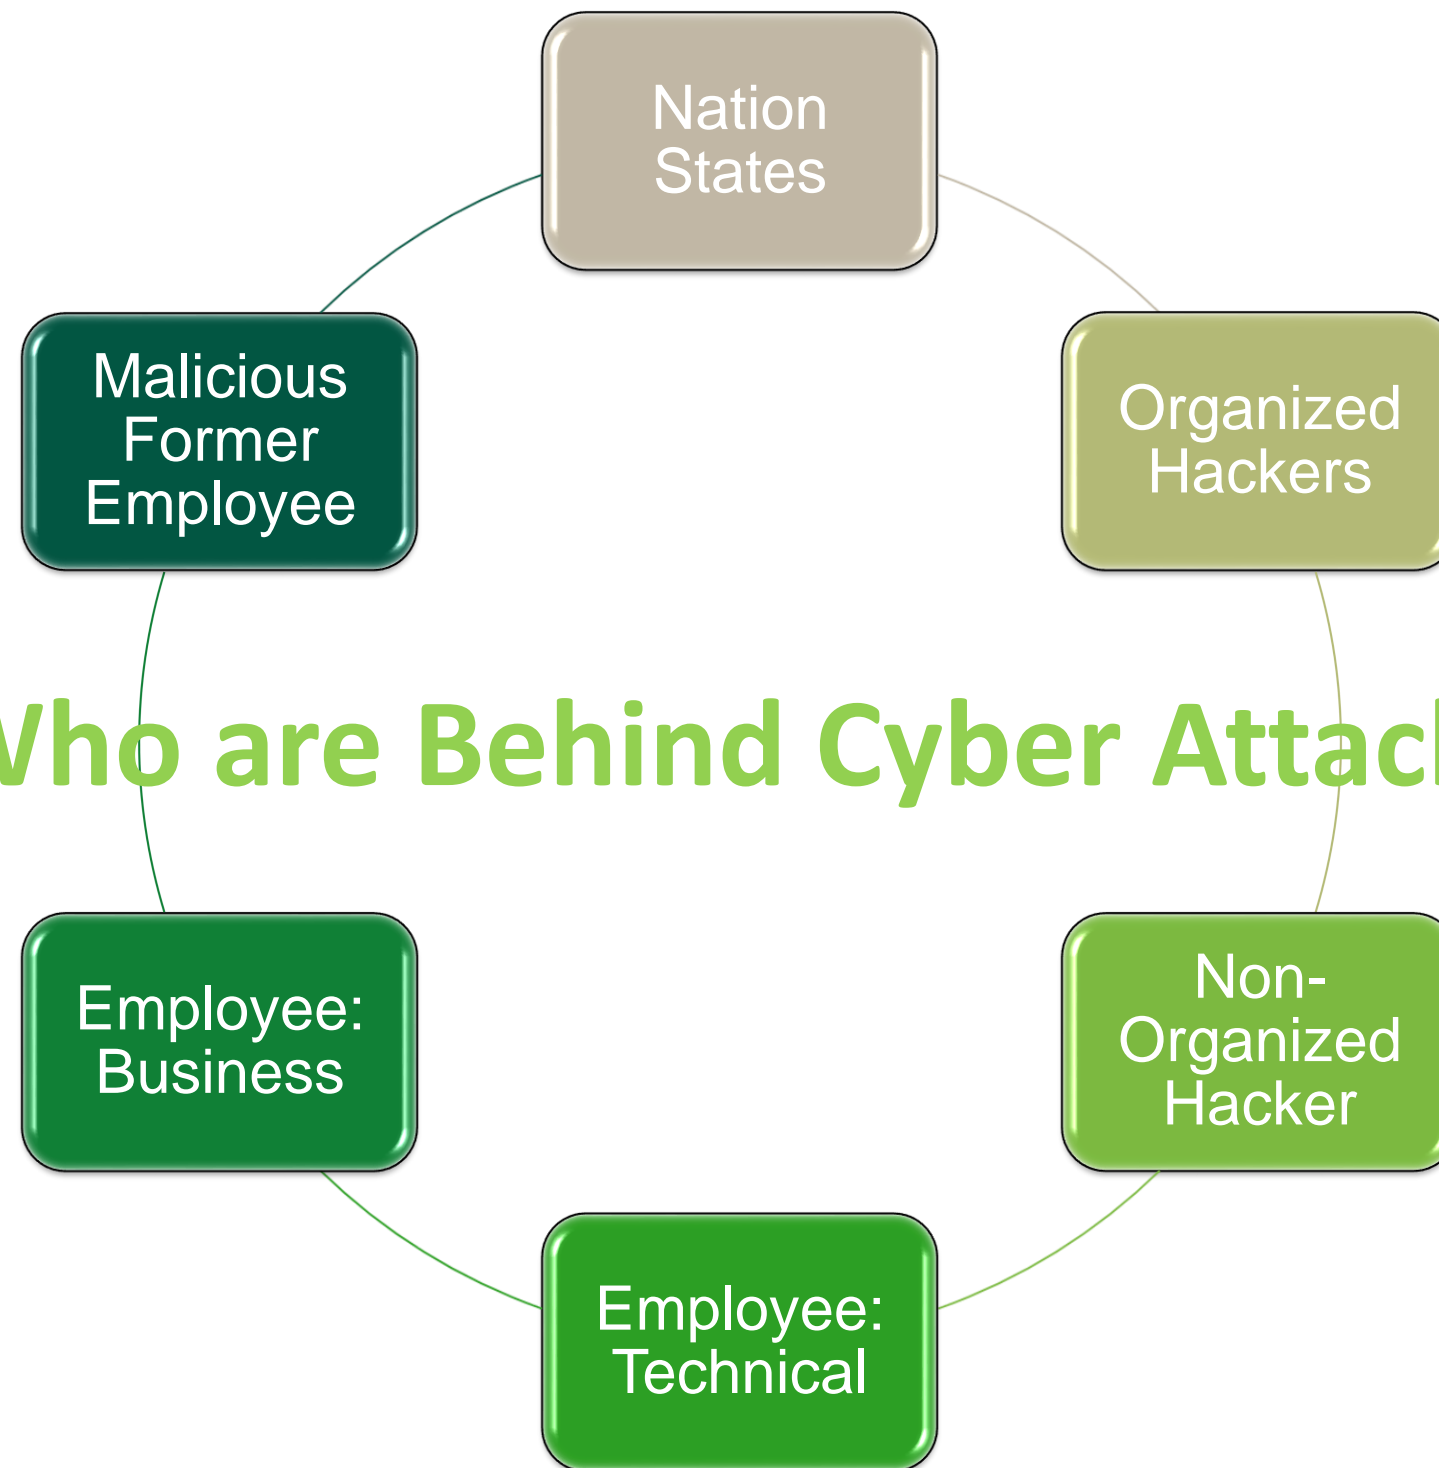 Nation
States
Malicious
Former
Employee
Organized
Hackers
Who are Behind Cyber Attack
Employee:
Business
Non-
Organized
Hacker
Employee:
Technical